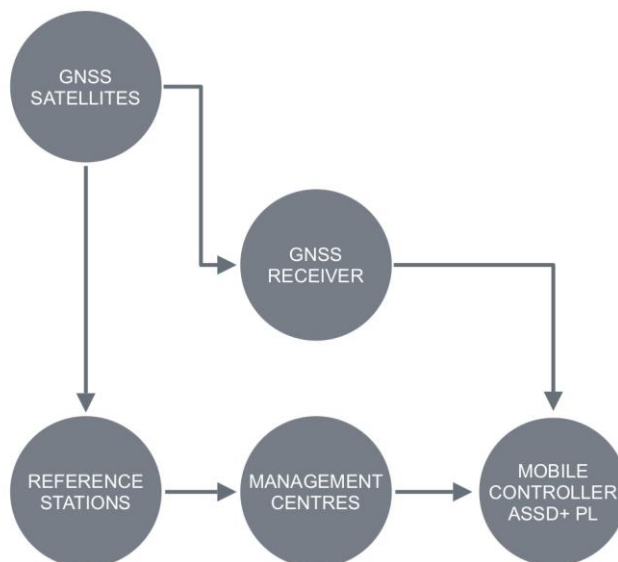 GNSS
SATELLITES
GNSS
RECEIVER
REFERENCE
STATIONS
MANAGEMENT
CENTRES
MOBILE
CONTROLLER
ASSD+ PL